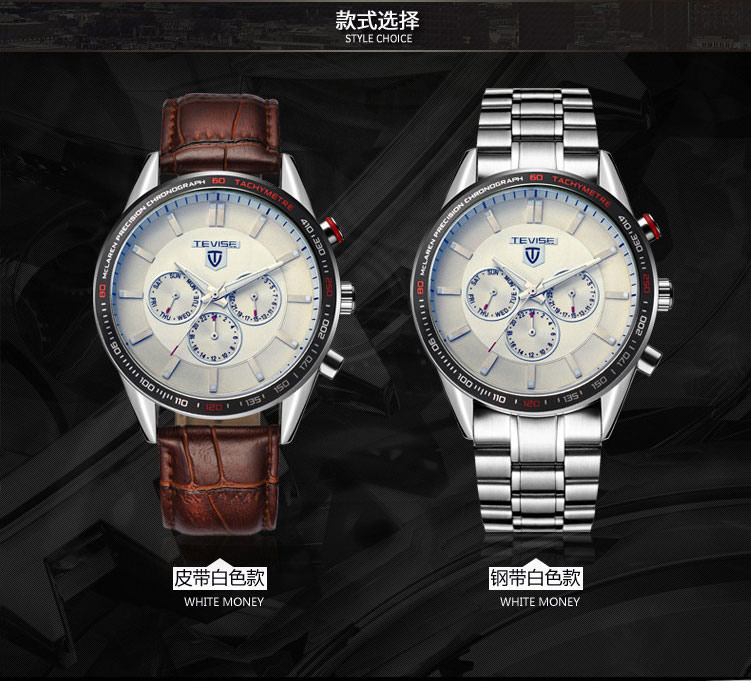 款式选择
STYLE CHOICE
McLAREN PRECISION CHRONOGRAPH 60 TACHYMETRE
410 330 250 200 170 150 135 120 110 100 90 80
TEVISE
SUN MON TUE WED THU FRI SAT
McLAREN PRECISION CHRONOGRAPH 60 TACHYMETRE
410 330 250 200 170 150 135 120 110 100 90 80
TEVISE
SUN MON TUE WED THU FRI SAT
皮带白色款
WHITE MONEY
钢带白色款
WHITE MONEY